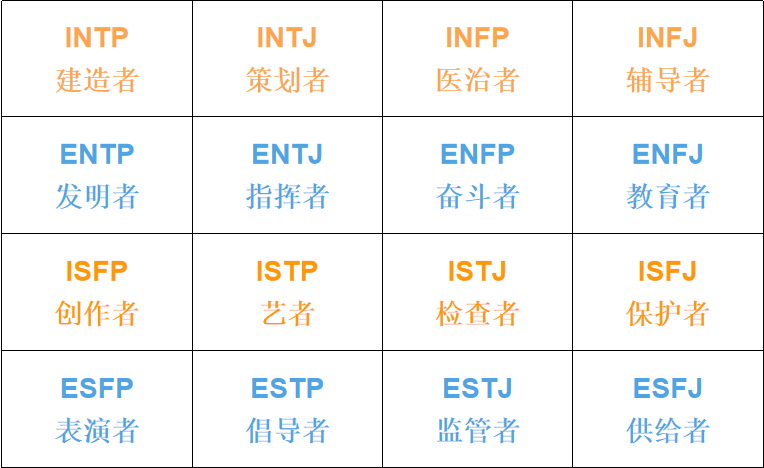 INTP
建造者
INTJ
策划者
INFP
医治者
INFJ
辅导者
ENTP
发明者
ENTJ
指挥者
ENFP
奋斗者
ENFJ
教育者
ISFP
创作者
ISTP
艺者
ISTJ
检查者
ISFJ
保护者
ESFP
表演者
ESTP
倡导者
ESTJ
监管者
ESFJ
供给者